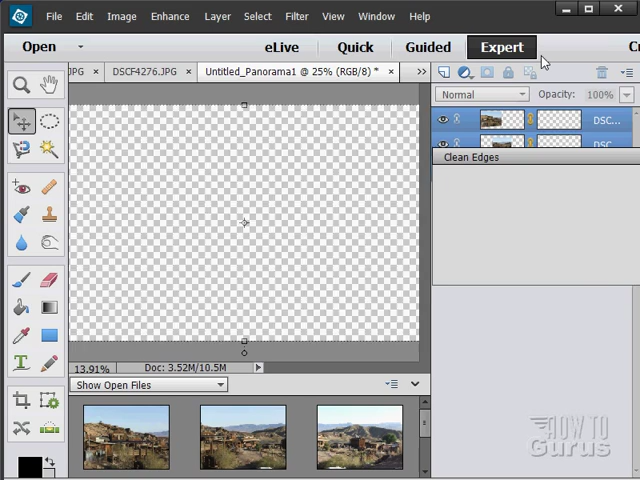 File Edit Image Enhance Layer Select Filter View Window Help
Open eLive Quick Guided Expert Cr
JPG × DSCF4276.JPG × Untitled_Panorama1 @ 25% (RGB/8) * × >>
Normal Opacity: 100%
DSC...
DSC
Clean Edges
13.91% Doc: 3.52M/10.5M
Show Open Files
HOW TO
Gurus